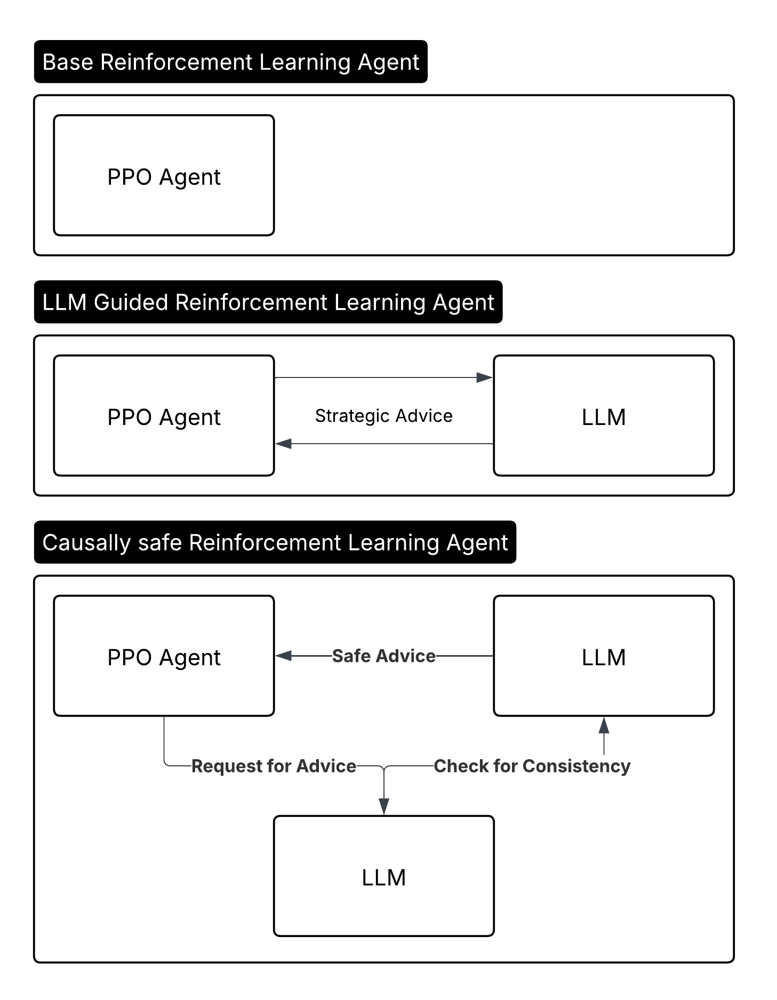 Base Reinforcement Learning Agent
PPO Agent
LLM Guided Reinforcement Learning Agent
PPO Agent
Strategic Advice
LLM
Causally safe Reinforcement Learning Agent
PPO Agent
Safe Advice
LLM
Request for Advice
Check for Consistency
LLM